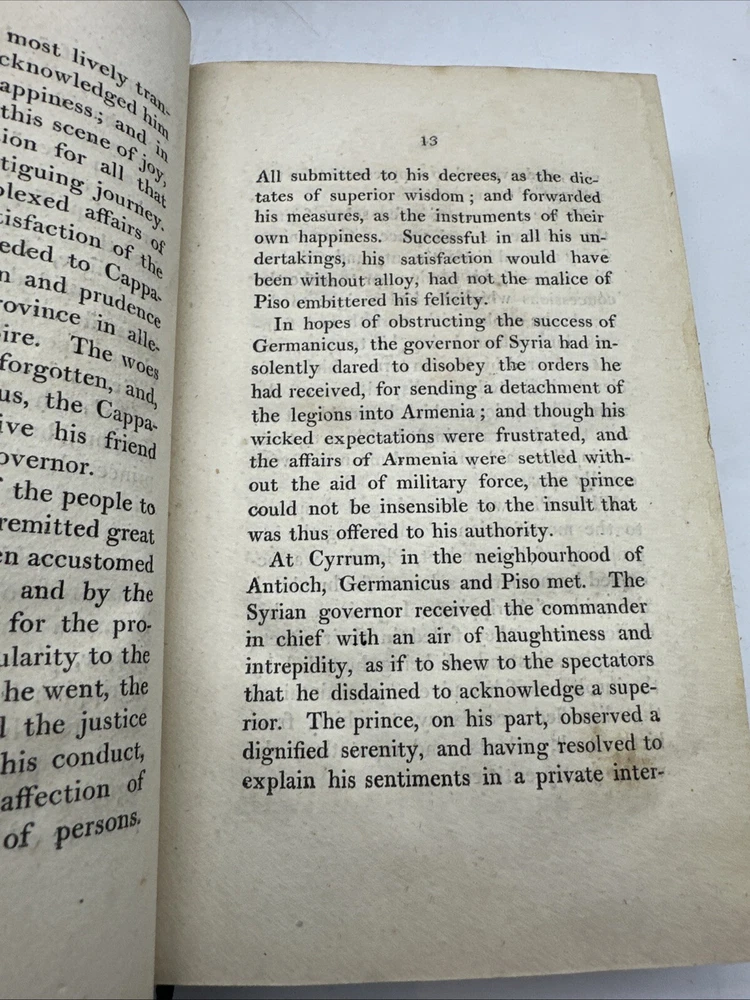 most lively tran-
cknowledged him
appiness; and in
this scene of joy,
ion for all that
tiguing journey.
plexed affairs of
tisfaction of the
eded to Cappa-
n and prudence
rovince in alle-
ire. The woes
forgotten, and,
us, the Cappa-
ive his friend
overnor.
f the people to
remitted great
en accustomed
and by the
for the pro-
ularity to the
he went, the
l the justice
his conduct,
affection of
of persons.
13
All submitted to his decrees, as the dic-
tates of superior wisdom; and forwarded
his measures, as the instruments of their
own happiness. Successful in all his un-
dertakings, his satisfaction would have
been without alloy, had not the malice of
Piso embittered his felicity.
In hopes of obstructing the success of
Germanicus, the governor of Syria had in-
solently dared to disobey the orders he
had received, for sending a detachment of
the legions into Armenia; and though his
wicked expectations were frustrated, and
the affairs of Armenia were settled with-
out the aid of military force, the prince
could not be insensible to the insult that
was thus offered to his authority.
At Cyrrum, in the neighbourhood of
Antioch, Germanicus and Piso met. The
Syrian governor received the commander
in chief with an air of haughtiness and
intrepidity, as if to shew to the spectators
that he disdained to acknowledge a supe-
rior. The prince, on his part, observed a
dignified serenity, and having resolved to
explain his sentiments in a private inter-